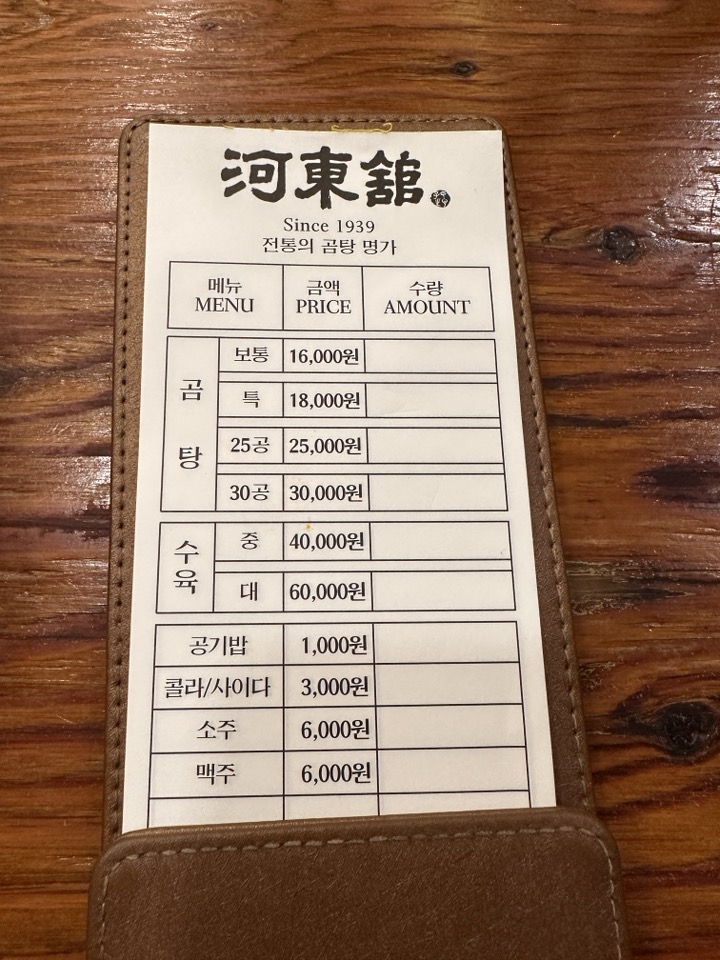 河東館
Since 1939
전통의 곰탕 명가
메뉴 금액 수량
MENU PRICE AMOUNT
곰탕
보통 16,000원
특 18,000원
25공 25,000원
30공 30,000원
수육
중 40,000원
대 60,000원
공기밥 1,000원
콜라/사이다 3,000원
소주 6,000원
맥주 6,000원